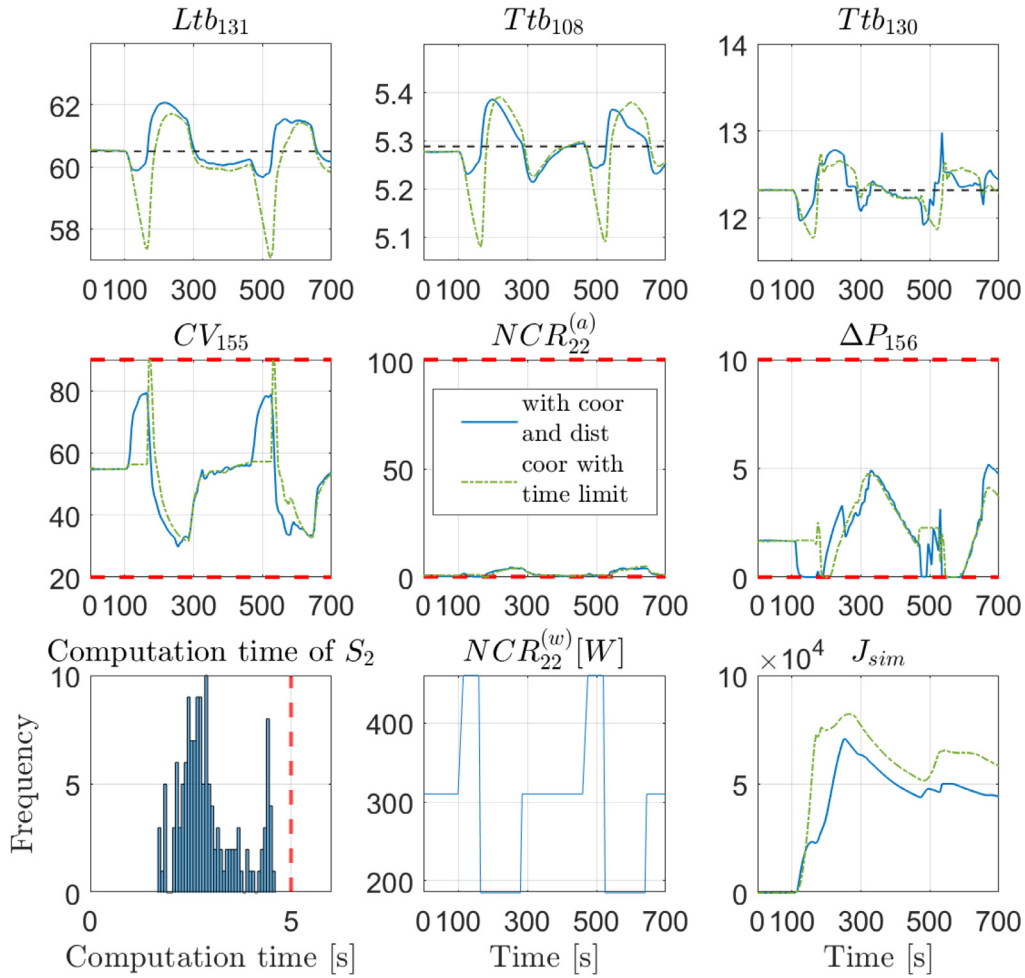 Ltb131 Ttb108 Ttb130
62
60
58
0 100 300 500 700
5.4
5.3
5.2
5.1
0 100 300 500 700
14
13
12
0 100 300 500 700
CV155 NCR22(a) ΔP156
80
60
40
20
0 100 300 500 700
100
50
0
with coor
and dist
coor with
time limit
0 100 300 500 700
10
5
0
0 100 300 500 700
Computation time of S2 NCR22(w)[W] ×10^4 Jsim
Frequency
10
5
0
0 5
Computation time [s]
400
300
200
0 100 300 500 700
Time [s]
10
5
0
0 100 300 500 700
Time [s]